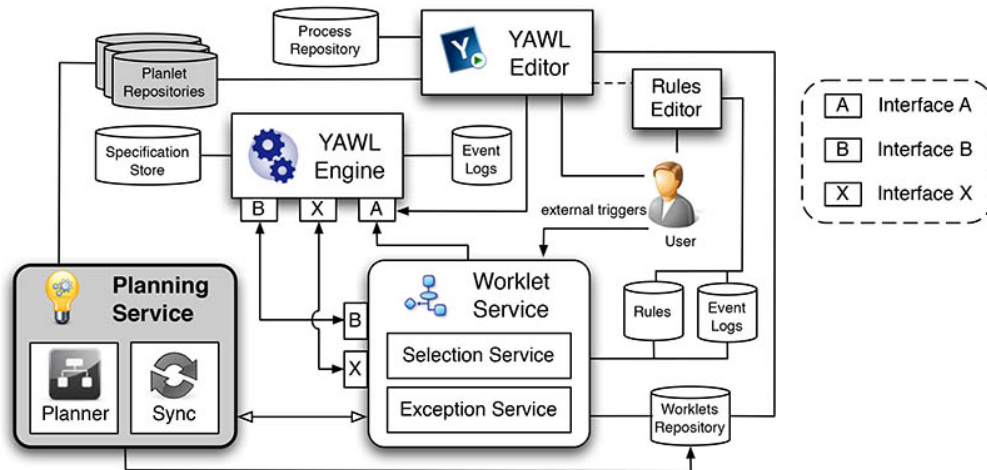 Process
Repository
Y
YAWL
Editor
Planlet
Repositories
Rules
Editor
A
Interface A
B
Interface B
X
Interface X
Specification
Store
YAWL
Engine
Event
Logs
B
X
A
external triggers
User
Planning
Service
Planner
Sync
Worklet
Service
B
X
Selection Service
Exception Service
Rules
Event
Logs
Worklets
Repository